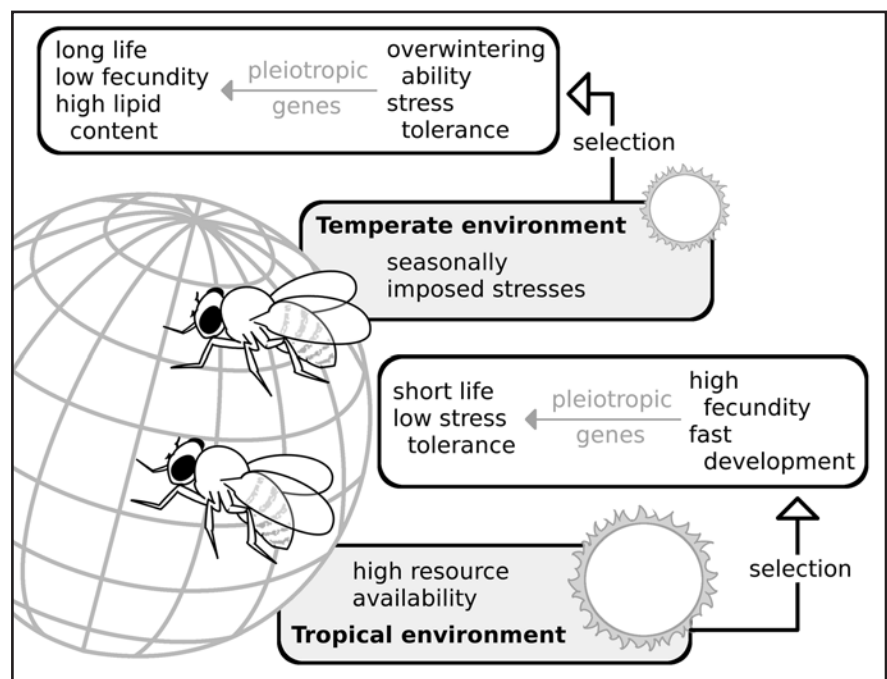 long life
low fecundity
high lipid
content
pleiotropic
genes
overwintering
ability
stress
tolerance
selection
Temperate environment
seasonally
imposed stresses
short life
low stress
tolerance
pleiotropic
genes
high
fecundity
fast
development
selection
high resource
availability
Tropical environment